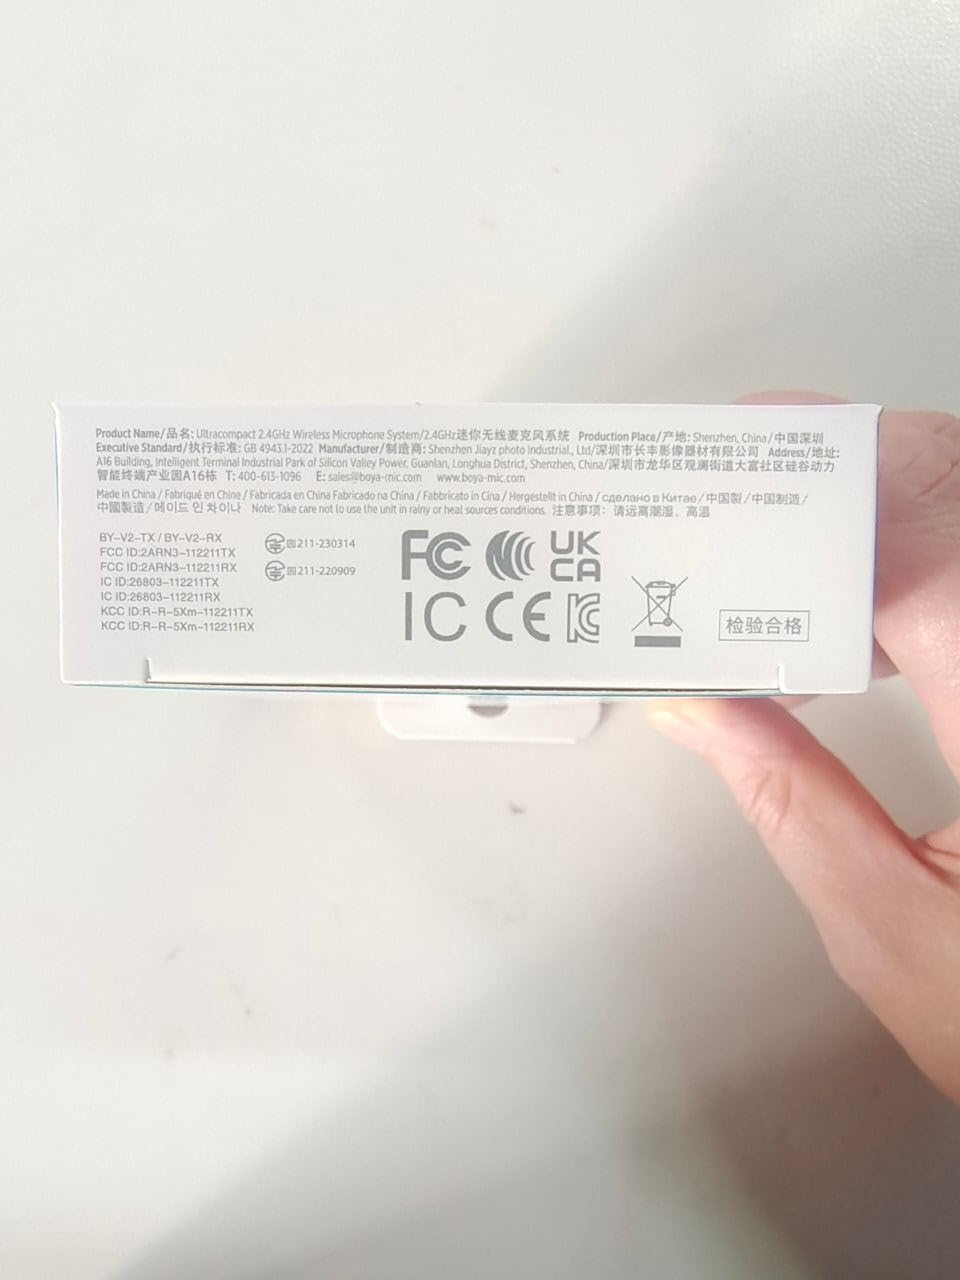 Product Name/品名: Ultracompact 2.4GHz Wireless Microphone System/2.4GHz迷你无线麦克风系统 Production Place/产地: Shenzhen, China/中国深圳
Executive Standard/执行标准: GB 4943.1-2022 Manufacturer/制造商: Shenzhen Jiayz photo industrial., Ltd/深圳市长丰影像器材有限公司 Address/地址:
A16 Building, Intelligent Terminal Industrial Park of Silicon Valley Power, Guanlan, Longhua District, Shenzhen, China/深圳市龙华区观澜街道大富社区硅谷动力
智能终端产业园A16栋 T: 400-613-1096 E: sales@boya-mic.com www.boya-mic.com
Made in China / Fabriqué en Chine / Fabricada en China Fabricado na China / Fabbricato in Cina / Hergestellt in China / сделано в Китае / 中国製 / 中国制造 /
中國製造 / 메이드 인 차이나 Note: Take care not to use the unit in rainy or heat sources conditions. 注意事项: 请远离潮湿、高温
BY-V2-TX / BY-V2-RX
FCC ID:2ARN3-112211TX
FCC ID:2ARN3-112211RX
IC ID:26803-112211TX
IC ID:26803-112211RX
KCC ID:R-R-5Xm-112211TX
KCC ID:R-R-5Xm-112211RX
211-230314
211-220909
FC
UK
CA
IC CE
检验合格